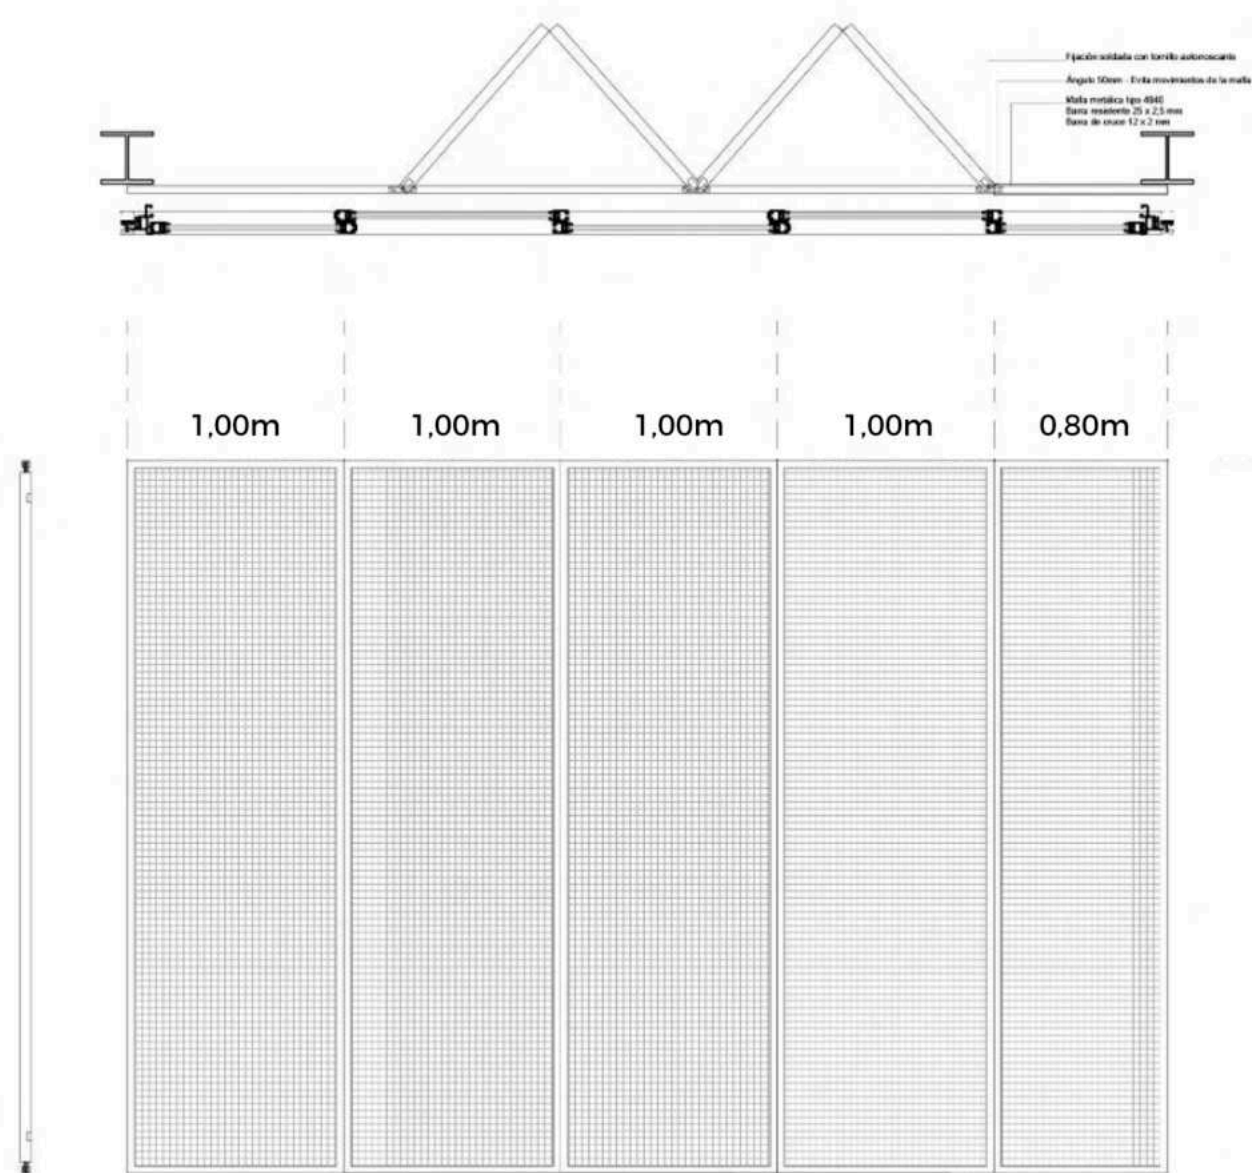 Fijación soldada con tornillo autorroscante
Ángulo 50mm - Evita movimientos de la malla
Malla metálica tipo 4040
Barra resistente 25 x 2,5 mm
Barra de cruce 12 x 2 mm
1,00m
1,00m
1,00m
1,00m
0,80m